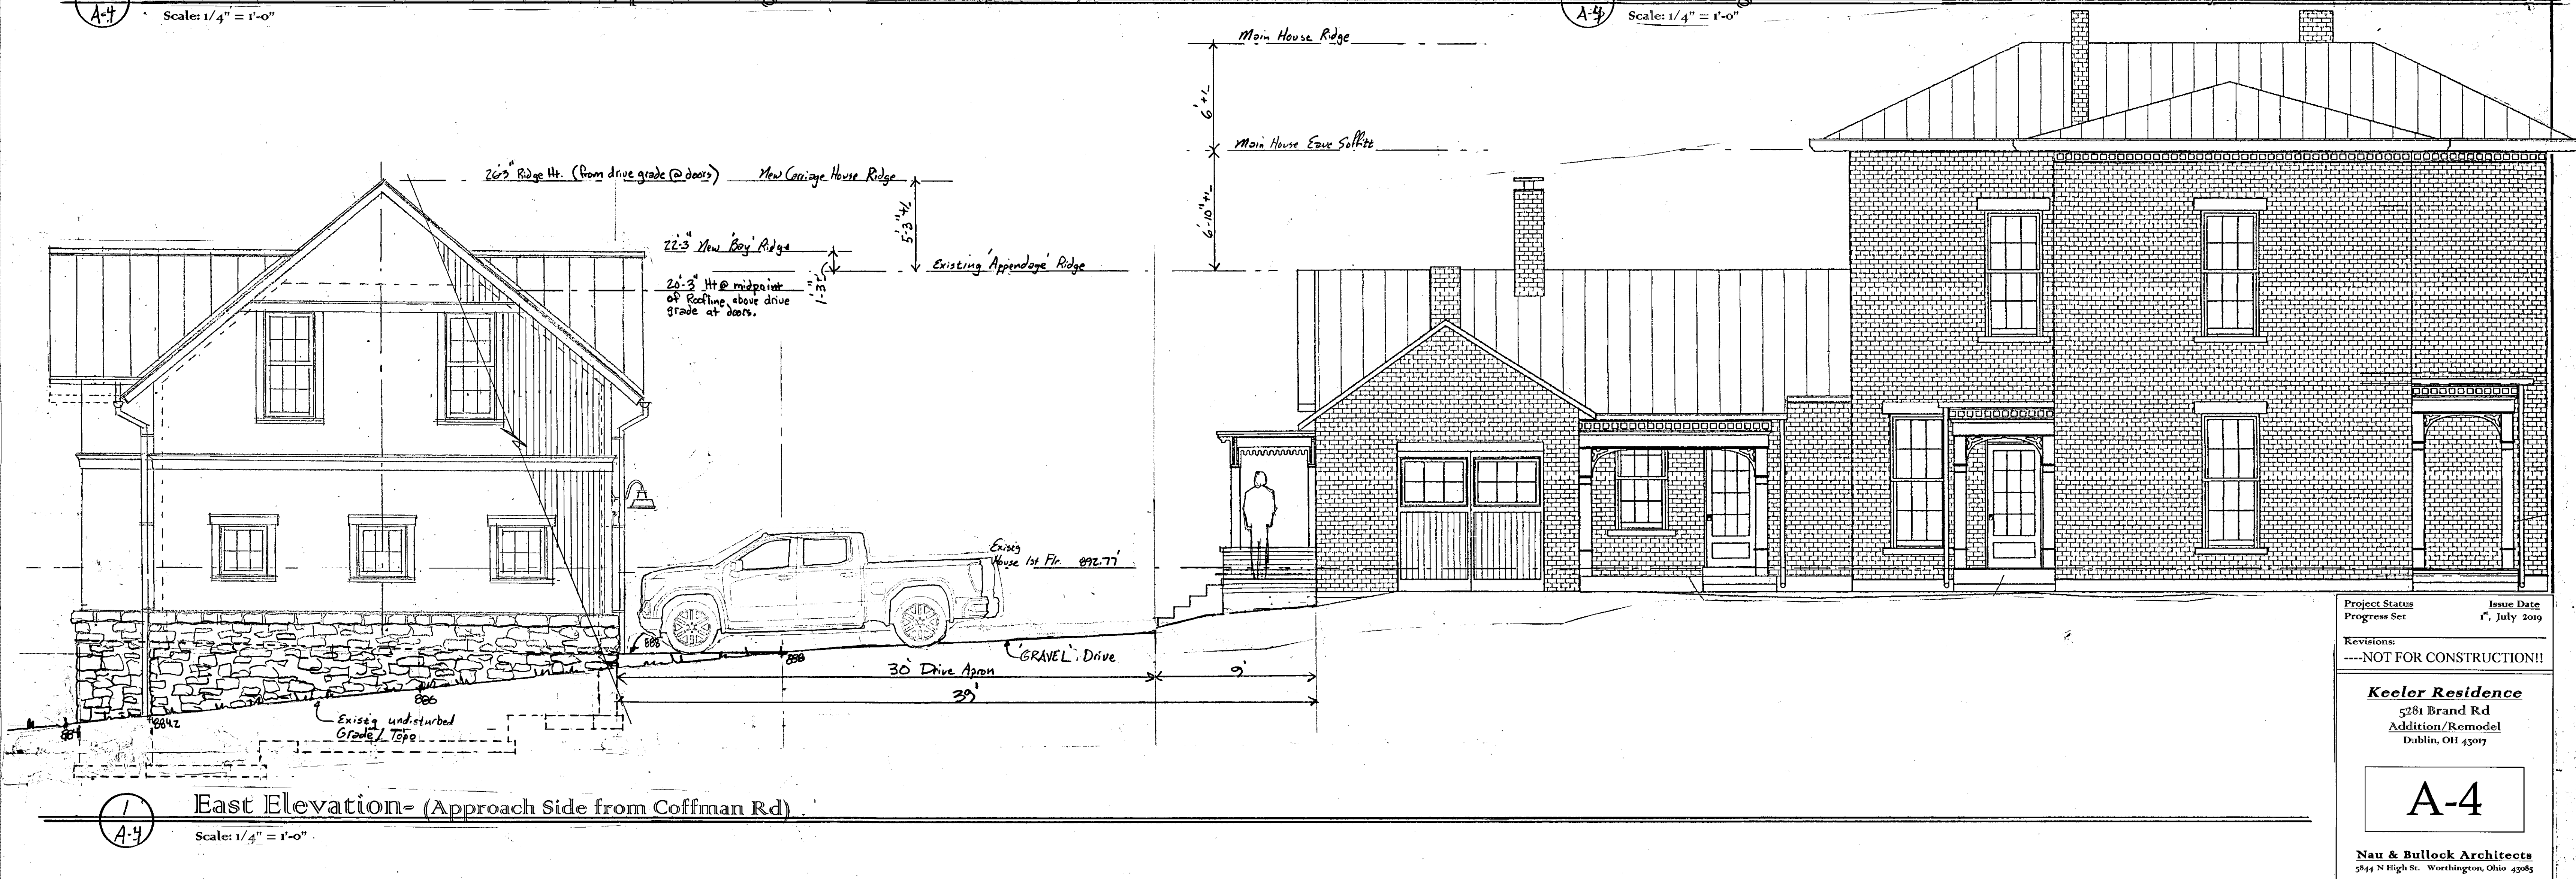 A-4
Scale: 1/4" = 1'-0"
A-4
Scale: 1/4" = 1'-0"
Main House Ridge
6' +/-
Main House Eave Soffitt
6'-10" +/-
26'3" Ridge Ht. (from drive grade @ doors)
New Carriage House Ridge
5'-3" +/-
22'-3" New 'Bay' Ridge
Existing 'Appendage' Ridge
20'-3" Ht @ midpoint
of Roofline above drive
grade at doors.
1'-3"
Existg
House 1st Flr. 892.77'
888
888
'GRAVEL' Drive
30' Drive Apron
9'
39'
886
884.2
884
Existg undisturbed
Grade / Topo
1
A-4
East Elevation- (Approach Side from Coffman Rd)
Scale: 1/4" = 1'-0"
Project Status Issue Date
Progress Set 1st, July 2019
Revisions:
----NOT FOR CONSTRUCTION!!
Keeler Residence
5281 Brand Rd
Addition/Remodel
Dublin, OH 43017
A-4
Nau & Bullock Architects
5844 N High St. Worthington, Ohio 43085